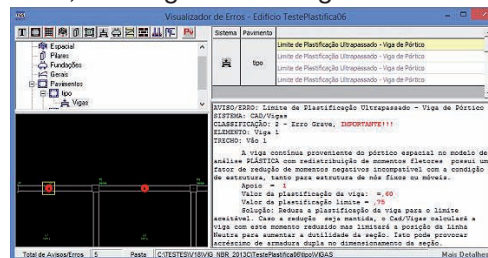 Visualizador de Erros - Edifício TestePlastifica06
Sistema Pavimento
Espacial
Pilares
Fundações
Gerais
Pavimentos
tipo
Vigas
tipo
Limite de Plastificação Ultrapassado - Viga de Pórtico
Limite de Plastificação Ultrapassado - Viga de Pórtico
Limite de Plastificação Ultrapassado - Viga de Pórtico
Limite de Plastificação Ultrapassado - Viga de Pórtico
AVISO/ERRO: Limite de Plastificação Ultrapassado - Viga de Pórtico
SISTEMA: CAD/Vigas
CLASSIFICAÇÃO: 2 - Erro Grave, IMPORTANTE!!!
ELEMENTO: Viga 1
TRECHO: Vão 1
A viga contínua proveniente do pórtico espacial no modelo de
análise PLÁSTICA com redistribuição de momentos fletores possui um
fator de redução de momentos negativos incompatível com a condição
de estrutura, tanto para estrutura de nós fixos ou móveis.
Apoio = 1
Valor da plastificação da viga: =,60
Valor da plastificação limite = ,75
Solução: Reduza a plastificação da viga para o limite
aceitável. Caso a redução seja mantida, o Cad/Vigas calculará a
viga com este momento reduzido mas limitará a posição da Linha
Neutra para aumentar a dutilidade da seção. Isto pode provocar
acréscimo de armadura dupla no dimensionamento da seção.
Total de Avisos/Erros 5 Pasta C:\TESTES\V18\VIG_NBR_2013C\TestePlastifica06\tipo\VIGAS Mais Detalhes